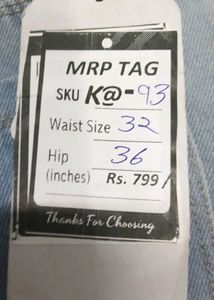 MRP TAG
SKU K@-93
Waist Size 32
Hip 36
(inches) Rs. 799/
Thanks For Choosing